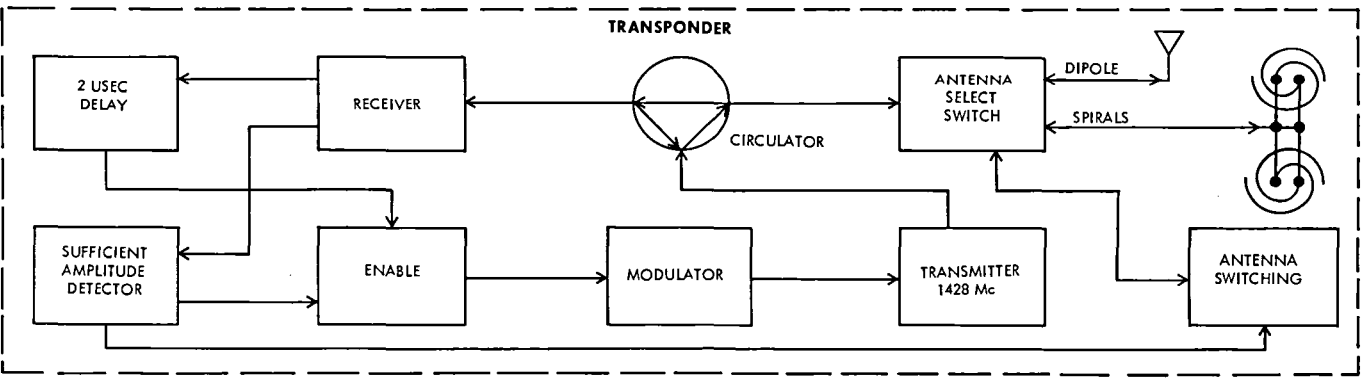 TRANSPONDER
2 USEC
DELAY
RECEIVER
CIRCULATOR
ANTENNA
SELECT
SWITCH
DIPOLE
SPIRALS
SUFFICIENT
AMPLITUDE
DETECTOR
ENABLE
MODULATOR
TRANSMITTER
1428 Mc
ANTENNA
SWITCHING